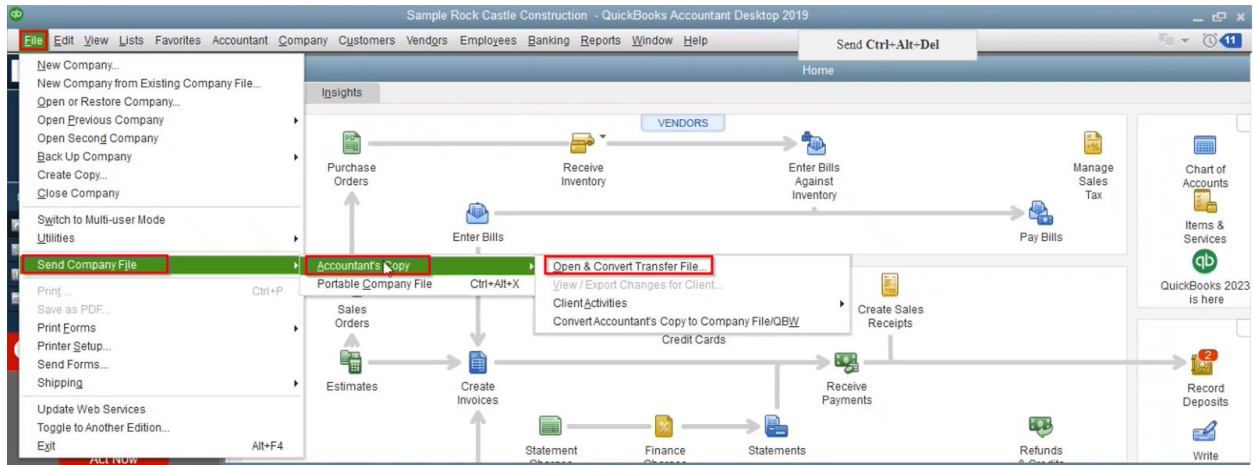 Sample Rock Castle Construction - QuickBooks Accountant Desktop 2019
File Edit View Lists Favorites Accountant Company Customers Vendors Employees Banking Reports Window Help
Send Ctrl+Alt+Del
11
Home
Insights
New Company...
New Company from Existing Company File...
Open or Restore Company...
Open Previous Company
Open Second Company
Back Up Company
Create Copy...
Close Company
Switch to Multi-user Mode
Utilities
Send Company File
Print ... Ctrl+P
Save as PDF...
Print Forms
Printer Setup...
Send Forms...
Shipping
Update Web Services
Toggle to Another Edition...
Exit Alt+F4
Act Now
Accountant's Copy
Portable Company File Ctrl+Alt+X
Open & Convert Transfer File...
View / Export Changes for Client...
Client Activities
Convert Accountant's Copy to Company File/QBW
VENDORS
Purchase
Orders
Receive
Inventory
Enter Bills
Against
Inventory
Manage
Sales
Tax
Enter Bills
Pay Bills
Sales
Orders
Credit Cards
Create Sales
Receipts
Estimates
Create
Invoices
Receive
Payments
Statement
Charges
Finance
Charges
Statements
Refunds
& Credits
Chart of
Accounts
Items &
Services
qb
QuickBooks 2023
is here
2
Record
Deposits
Write